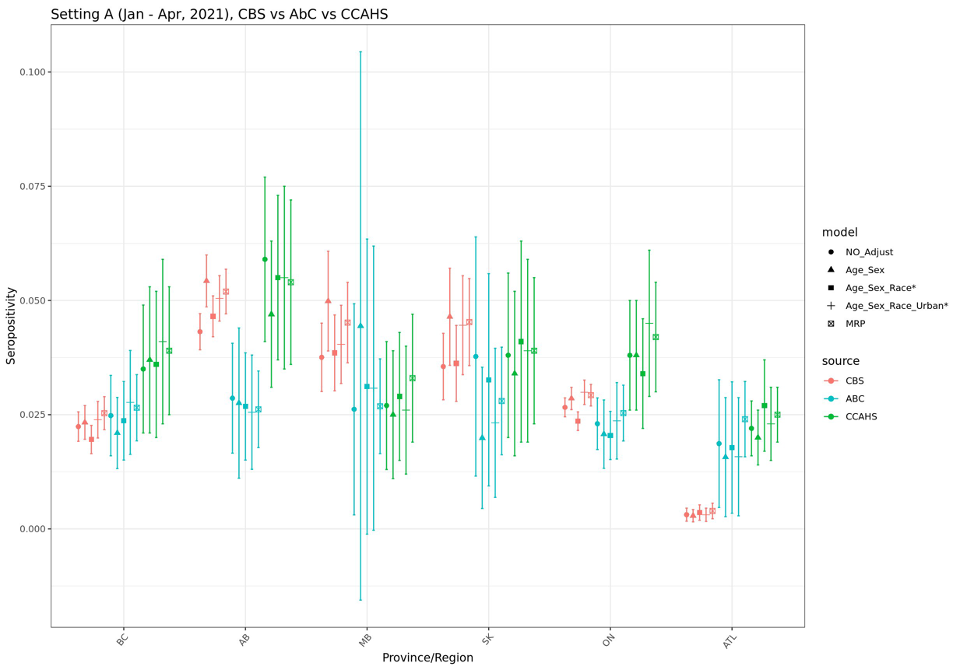 Setting A (Jan - Apr, 2021), CBS vs AbC vs CCAHS
0.100
0.075
0.050
0.025
0.000
Seropositivity
BC
AB
MB
SK
ON
ATL
Province/Region
model
NO_Adjust
Age_Sex
Age_Sex_Race*
Age_Sex_Race_Urban*
MRP
source
CBS
ABC
CCAHS